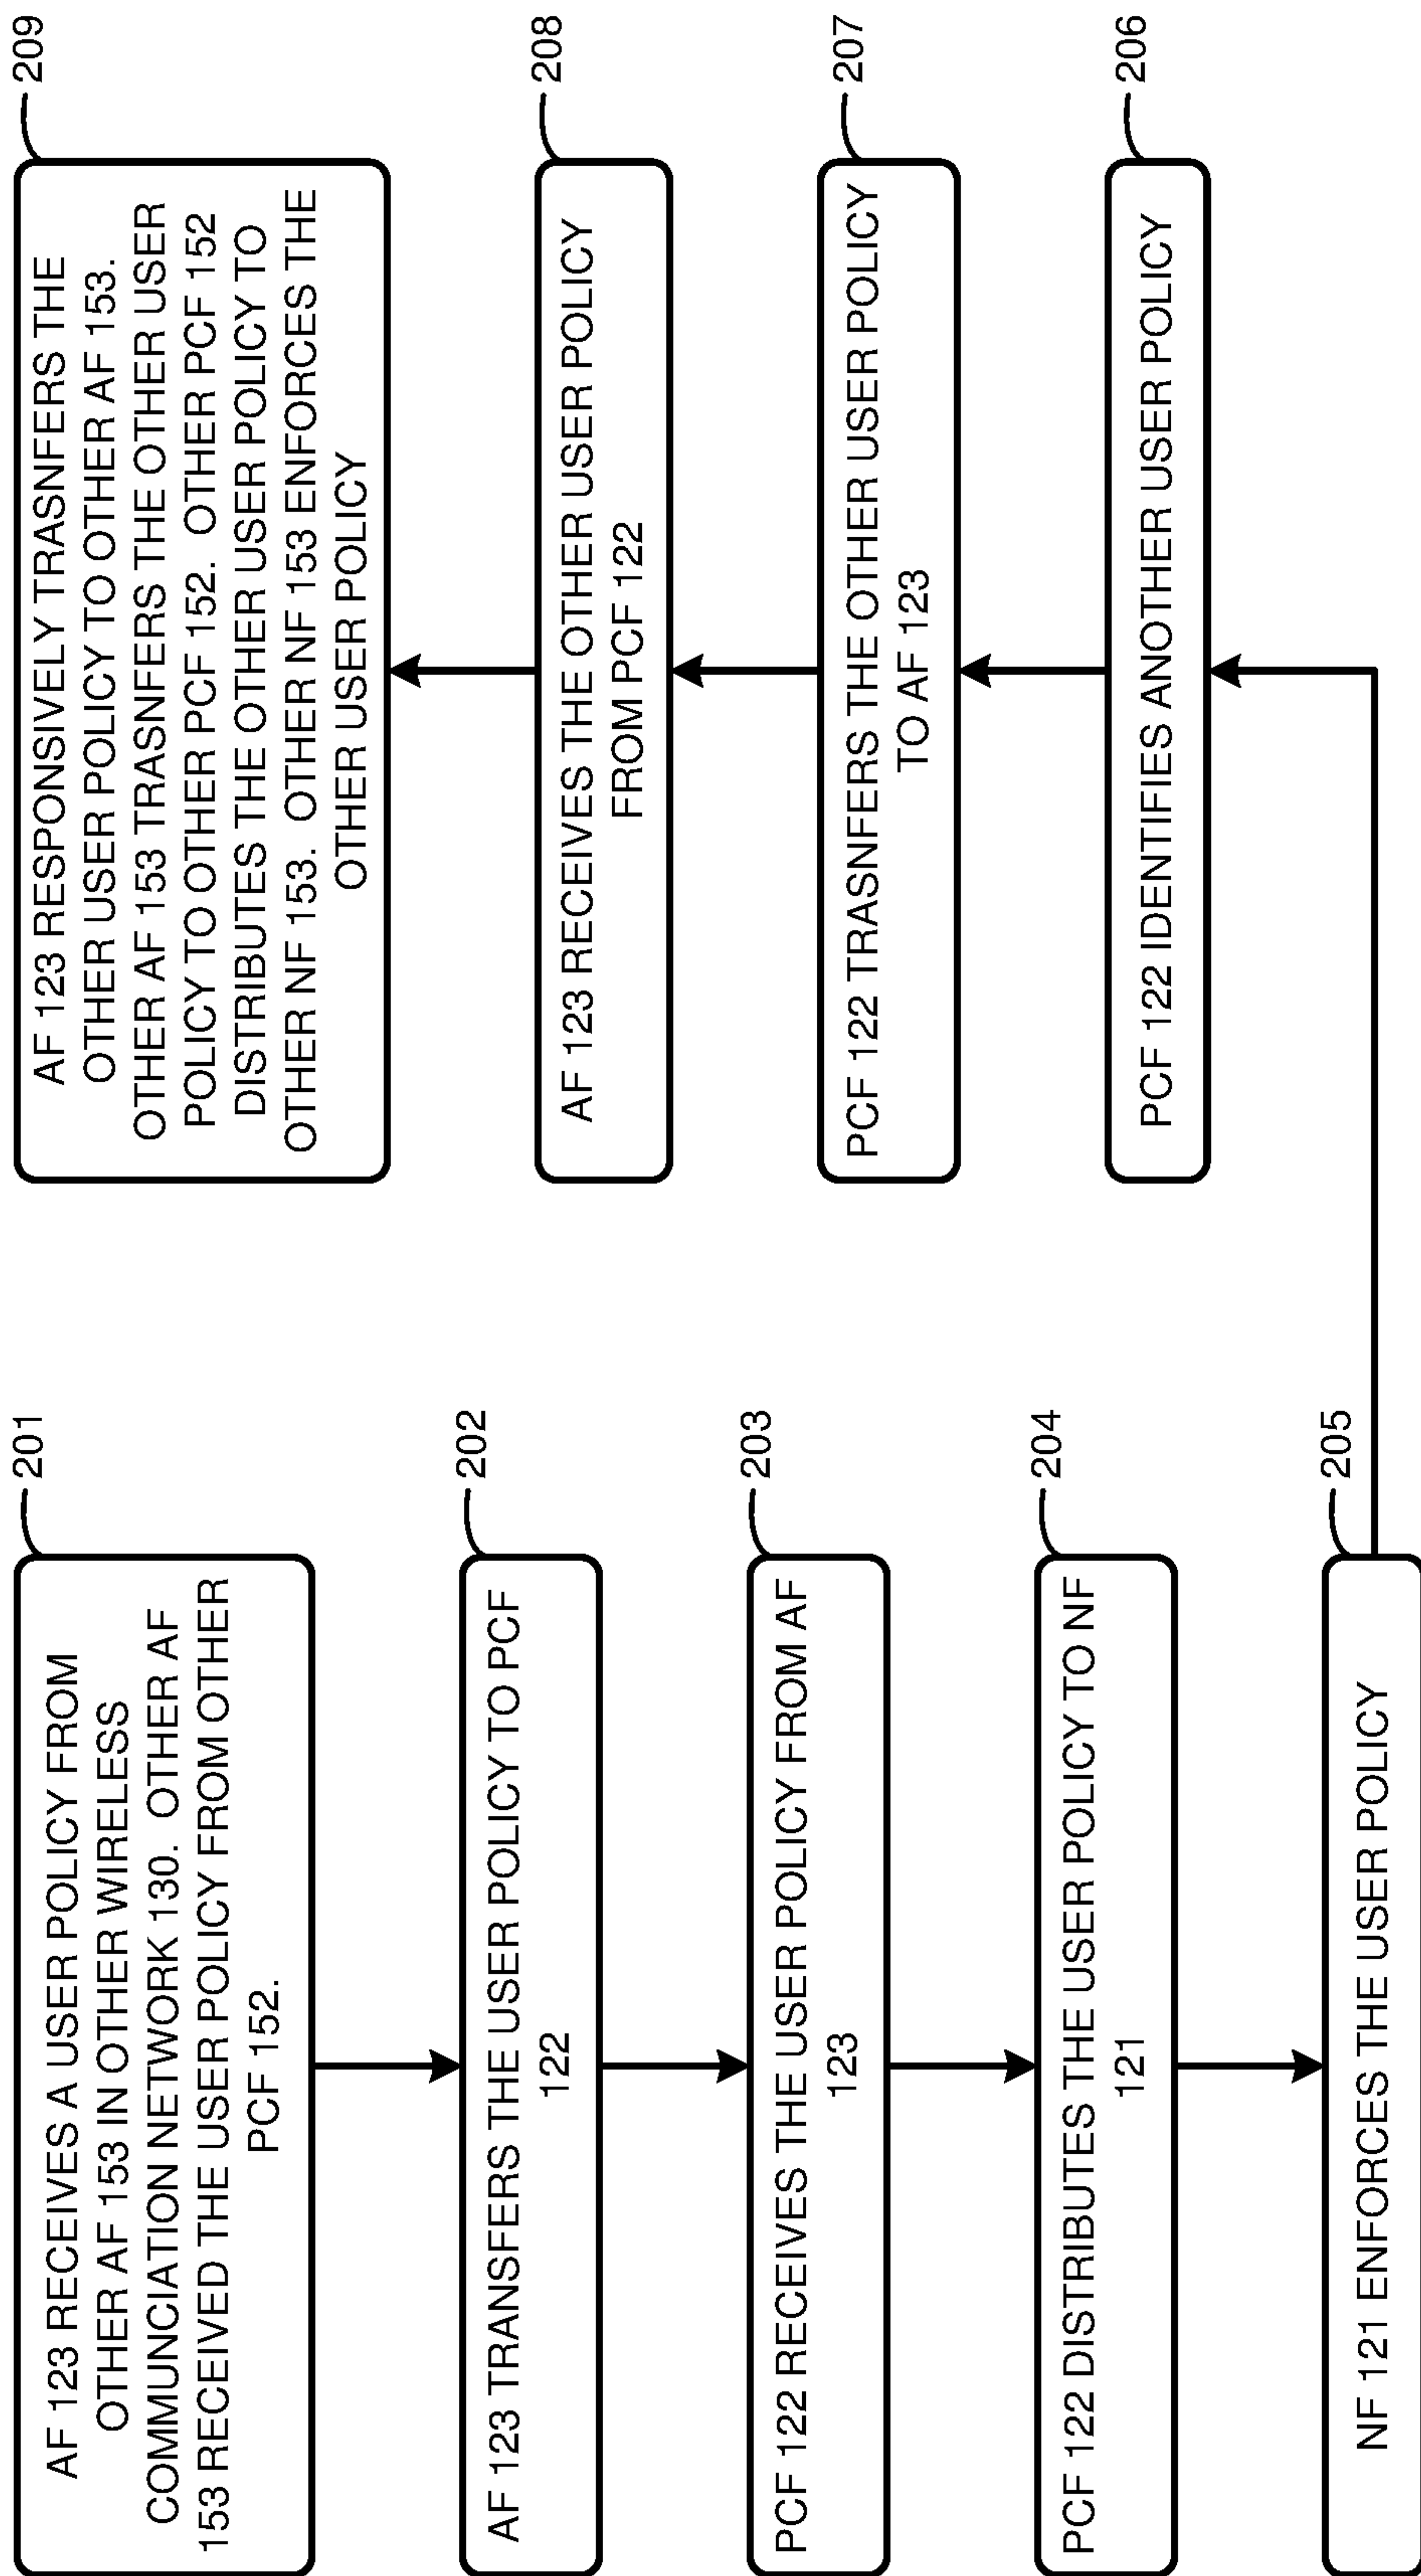 201
AF 123 RECEIVES A USER POLICY FROM
OTHER AF 153 IN OTHER WIRELESS
COMMUNCIATION NETWORK 130. OTHER AF
153 RECEIVED THE USER POLICY FROM OTHER
PCF 152.
202
AF 123 TRANSFERS THE USER POLICY TO PCF
122
203
PCF 122 RECEIVES THE USER POLICY FROM AF
123
204
PCF 122 DISTRIBUTES THE USER POLICY TO NF
121
205
NF 121 ENFORCES THE USER POLICY
206
PCF 122 IDENTIFIES ANOTHER USER POLICY
207
PCF 122 TRASNFERS THE OTHER USER POLICY
TO AF 123
208
AF 123 RECEIVES THE OTHER USER POLICY
FROM PCF 122
209
AF 123 RESPONSIVELY TRASNFERS THE
OTHER USER POLICY TO OTHER AF 153.
OTHER AF 153 TRASNFERS THE OTHER USER
POLICY TO OTHER PCF 152. OTHER PCF 152
DISTRIBUTES THE OTHER USER POLICY TO
OTHER NF 153. OTHER NF 153 ENFORCES THE
OTHER USER POLICY